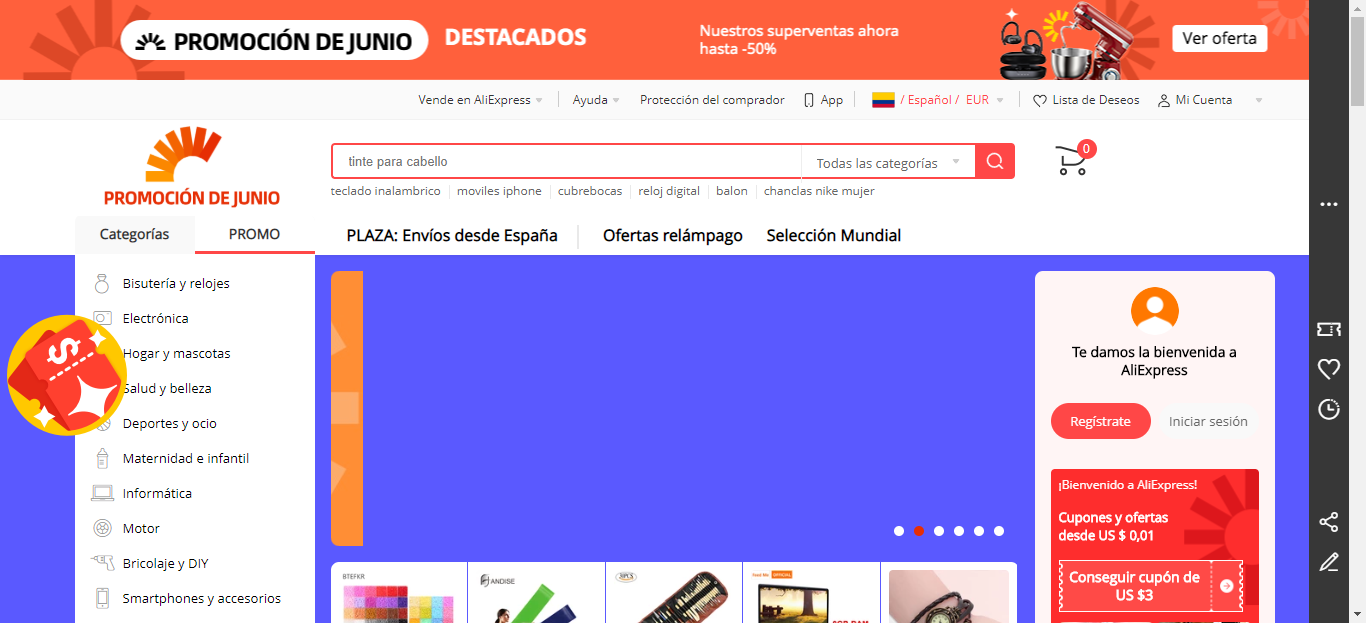 PROMOCIÓN DE JUNIO
DESTACADOS
Nuestros superventas ahora
hasta -50%
Ver oferta
Vende en AliExpress
Ayuda
Protección del comprador
App
/ Español / EUR
Lista de Deseos
Mi Cuenta
PROMOCIÓN DE JUNIO
tinte para cabello
Todas las categorías
0
teclado inalambrico
moviles iphone
cubrebocas
reloj digital
balon
chanclas nike mujer
Categorías
PROMO
PLAZA: Envíos desde España
Ofertas relámpago
Selección Mundial
Bisutería y relojes
Electrónica
Hogar y mascotas
Salud y belleza
Deportes y ocio
Maternidad e infantil
Informática
Motor
Bricolaje y DIY
Smartphones y accesorios
$
Te damos la bienvenida a
AliExpress
Regístrate
Iniciar sesión
¡Bienvenido a AliExpress!
Cupones y ofertas
desde US $ 0,01
Conseguir cupón de
US $3
BTEFKR
ANDISE
30PCS
Feed Me OFFICIAL